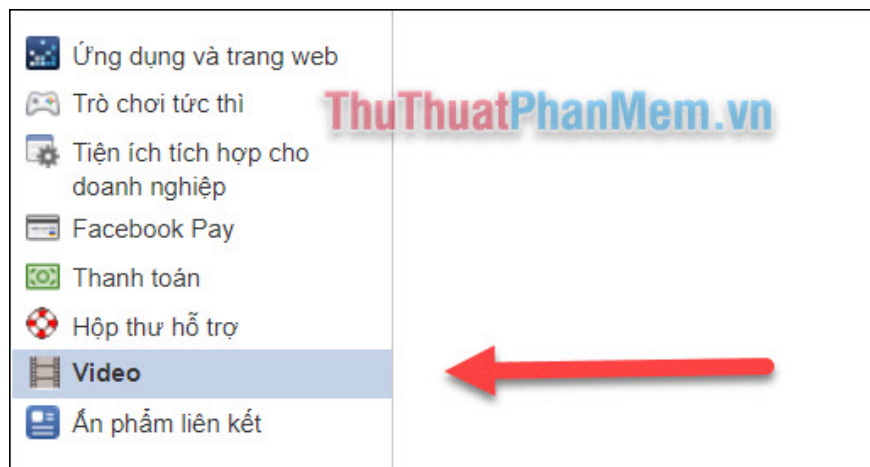 Ứng dụng và trang web
Trò chơi tức thì
ThuThuatPhanMem.vn
Tiện ích tích hợp cho
doanh nghiệp
Facebook Pay
Thanh toán
Hộp thư hỗ trợ
Video
Ấn phẩm liên kết